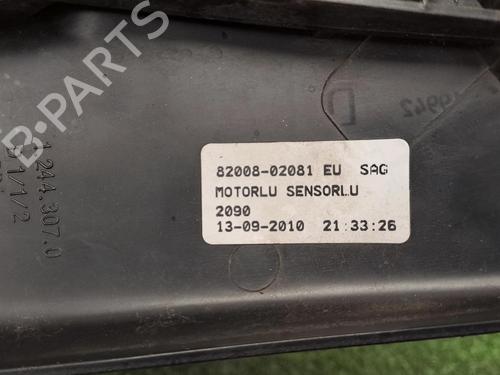 B-PARTS
82008-02081 EU SAG
MOTORLU SENSORLU
2090
13-09-2010 21:33:26
1 244.307.0
D